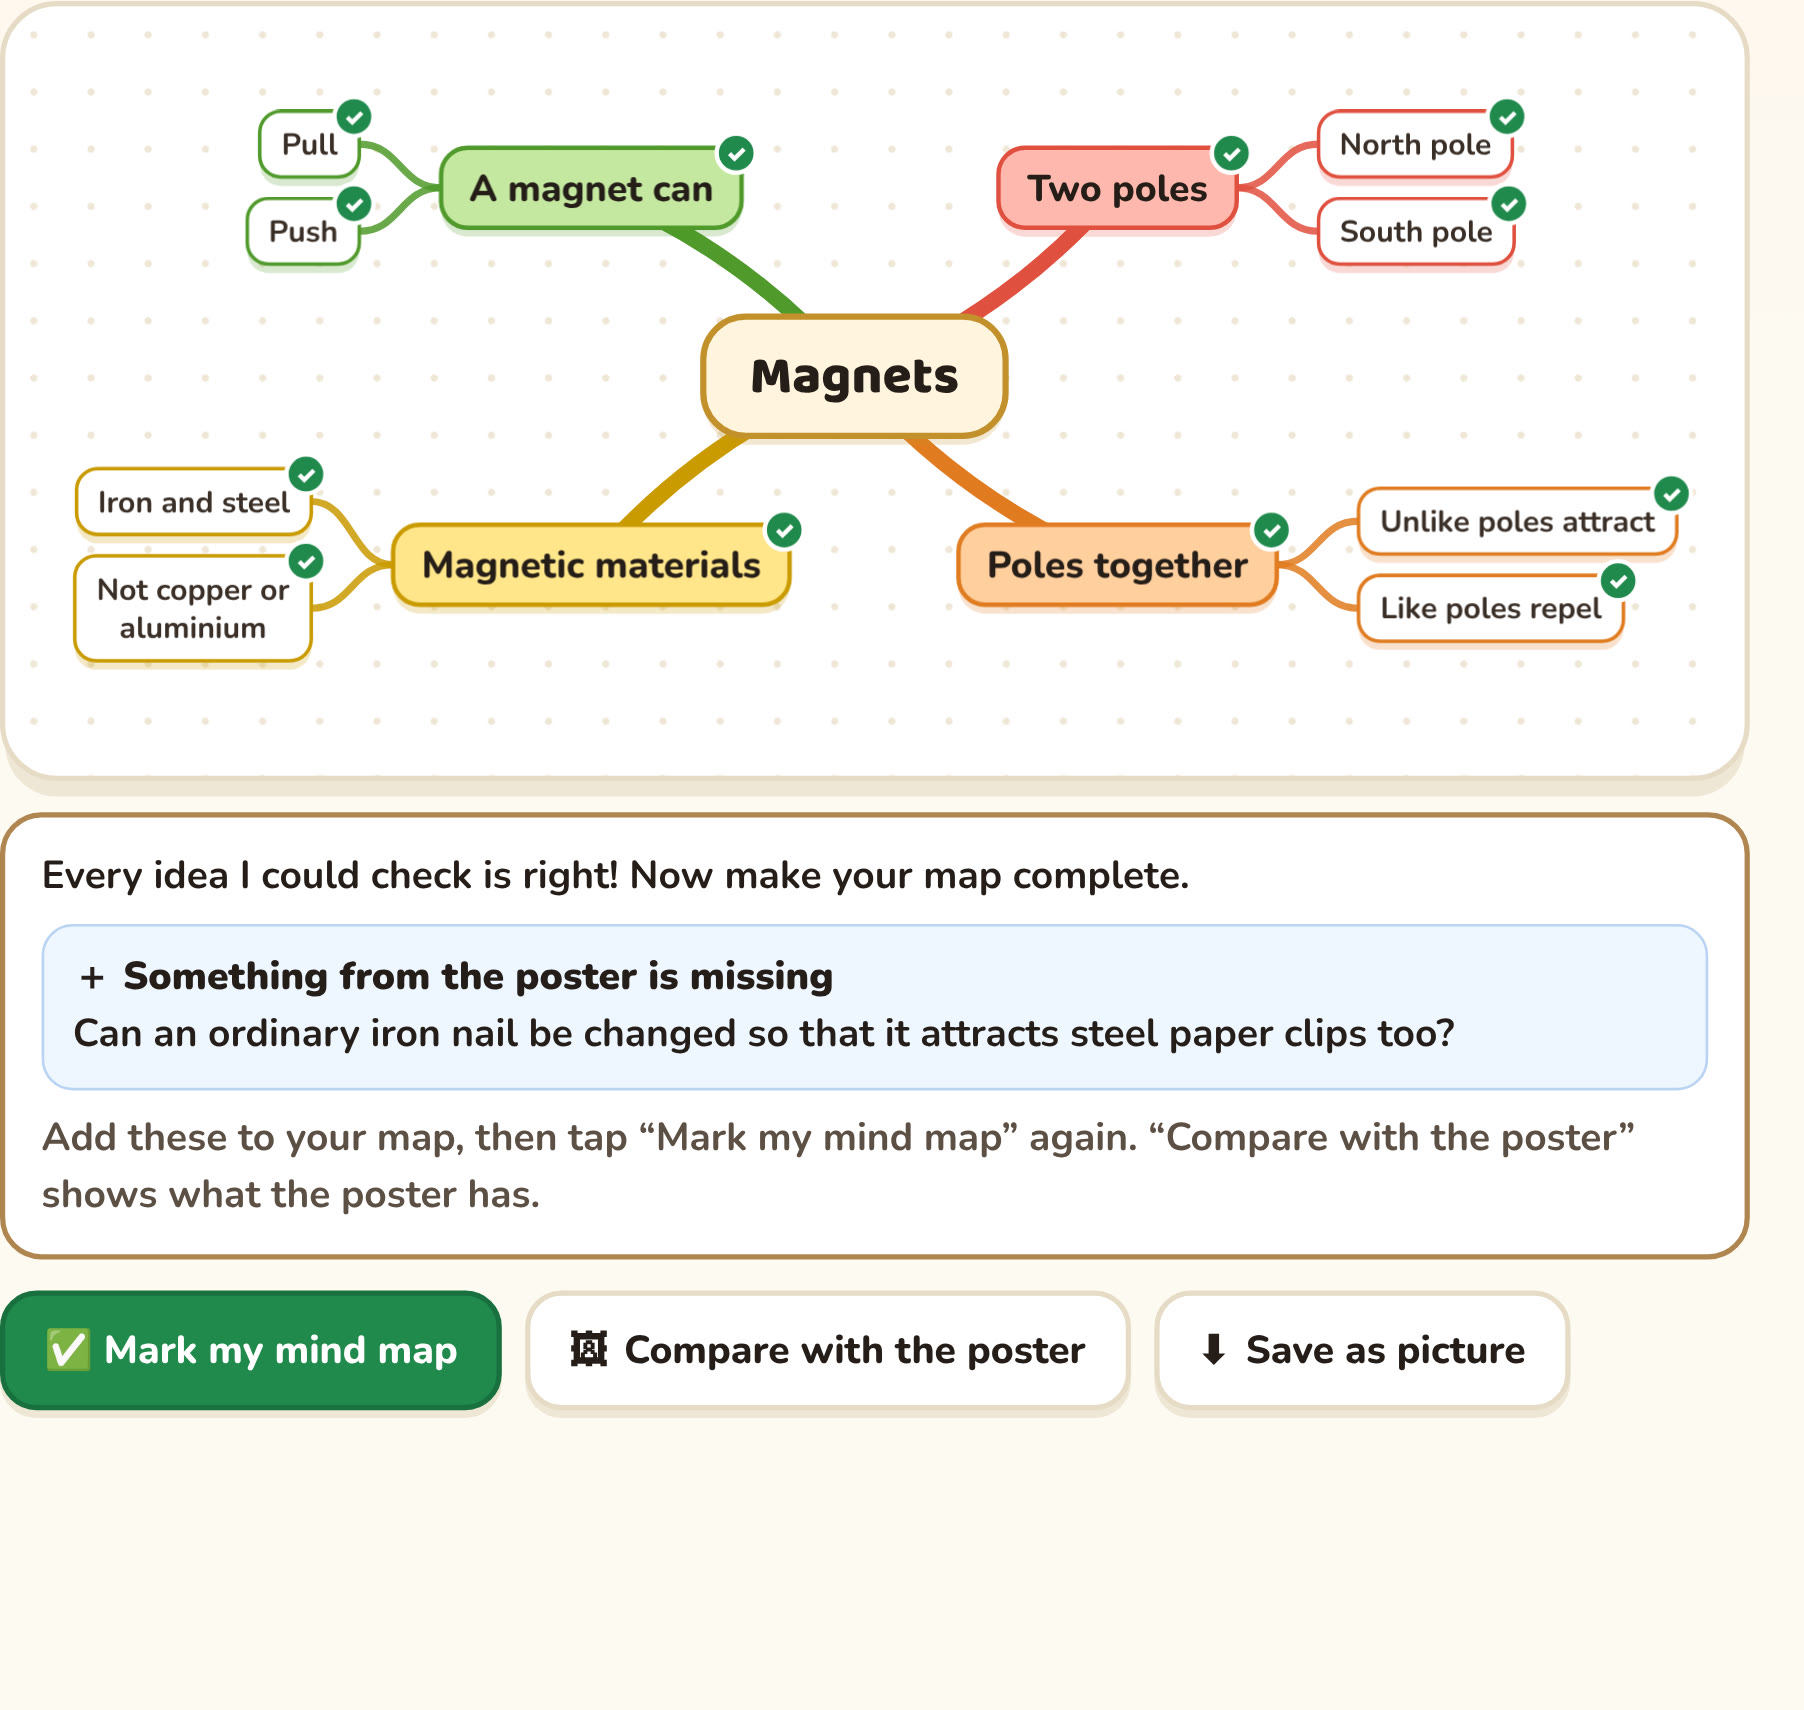 Pull
Push
A magnet can
Two poles
North pole
South pole
Magnets
Iron and steel
Not copper or
aluminium
Magnetic materials
Poles together
Unlike poles attract
Like poles repel
Every idea I could check is right! Now make your map complete.
+ Something from the poster is missing
Can an ordinary iron nail be changed so that it attracts steel paper clips too?
Add these to your map, then tap “Mark my mind map” again. “Compare with the poster”
shows what the poster has.
✅ Mark my mind map
🖼 Compare with the poster
⬇ Save as picture